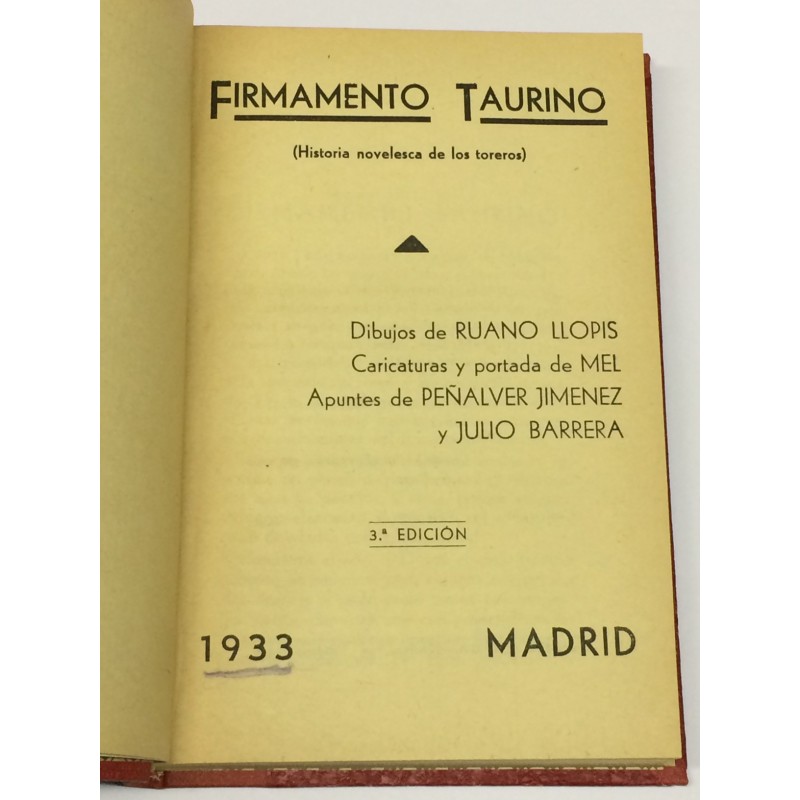 FIRMAMENTO TAURINO
(Historia novelesca de los toreros)
Dibujos de RUANO LLOPIS
Caricaturas y portada de MEL
Apuntes de PEÑALVER JIMENEZ
y JULIO BARRERA
3.ª EDICIÓN
1933 MADRID